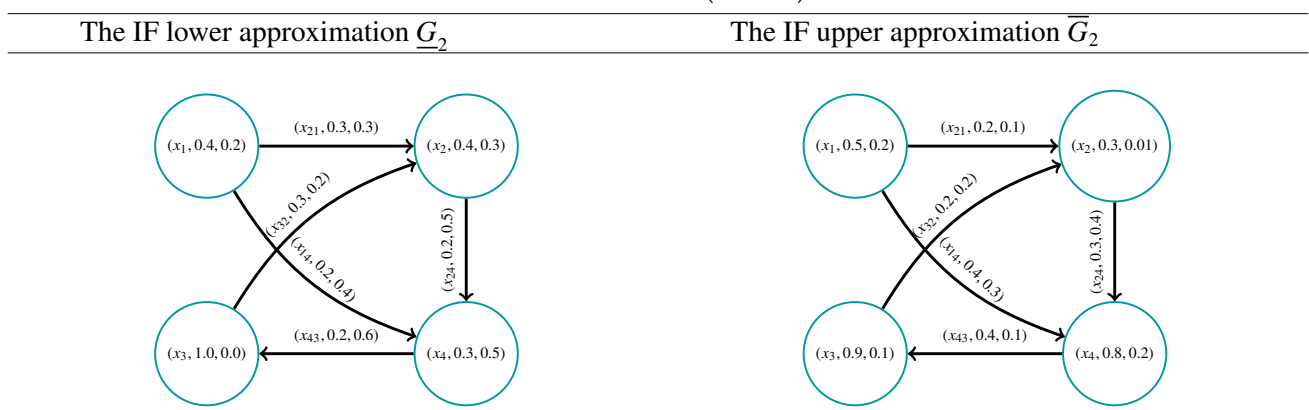 The IF lower approximation G̲₂ The IF upper approximation G̅₂
(x₁, 0.4, 0.2)
(x₂₁, 0.3, 0.3)
(x₂, 0.4, 0.3)
(x₃₂, 0.3, 0.2)
(x₁₄, 0.2, 0.4)
(x₂₄, 0.2, 0.5)
(x₃, 1.0, 0.0)
(x₄₃, 0.2, 0.6)
(x₄, 0.3, 0.5)
(x₁, 0.5, 0.2)
(x₂₁, 0.2, 0.1)
(x₂, 0.3, 0.01)
(x₃₂, 0.2, 0.2)
(x₁₄, 0.4, 0.3)
(x₂₄, 0.3, 0.4)
(x₃, 0.9, 0.1)
(x₄₃, 0.4, 0.1)
(x₄, 0.8, 0.2)